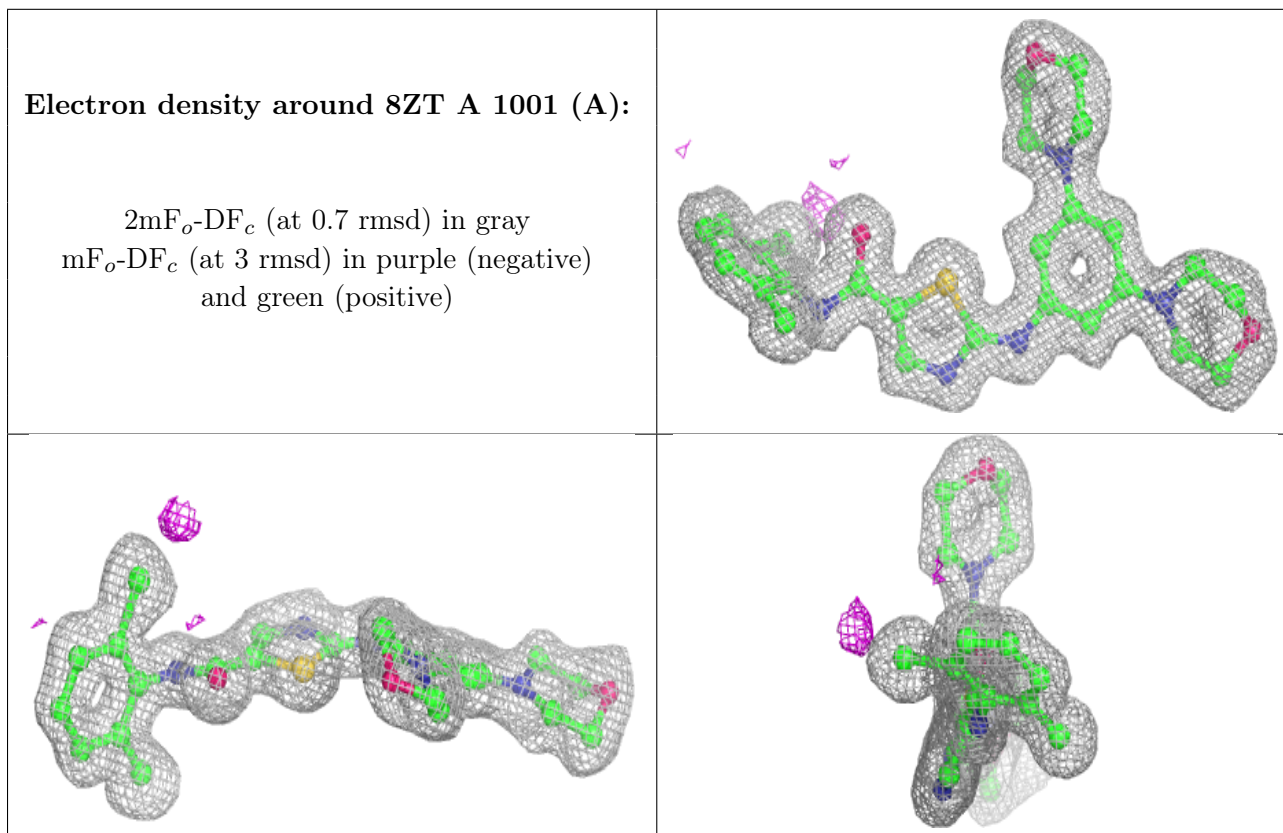 Electron density around 8ZT A 1001 (A):
2mFo-DFc (at 0.7 rmsd) in gray
mFo-DFc (at 3 rmsd) in purple (negative)
and green (positive)